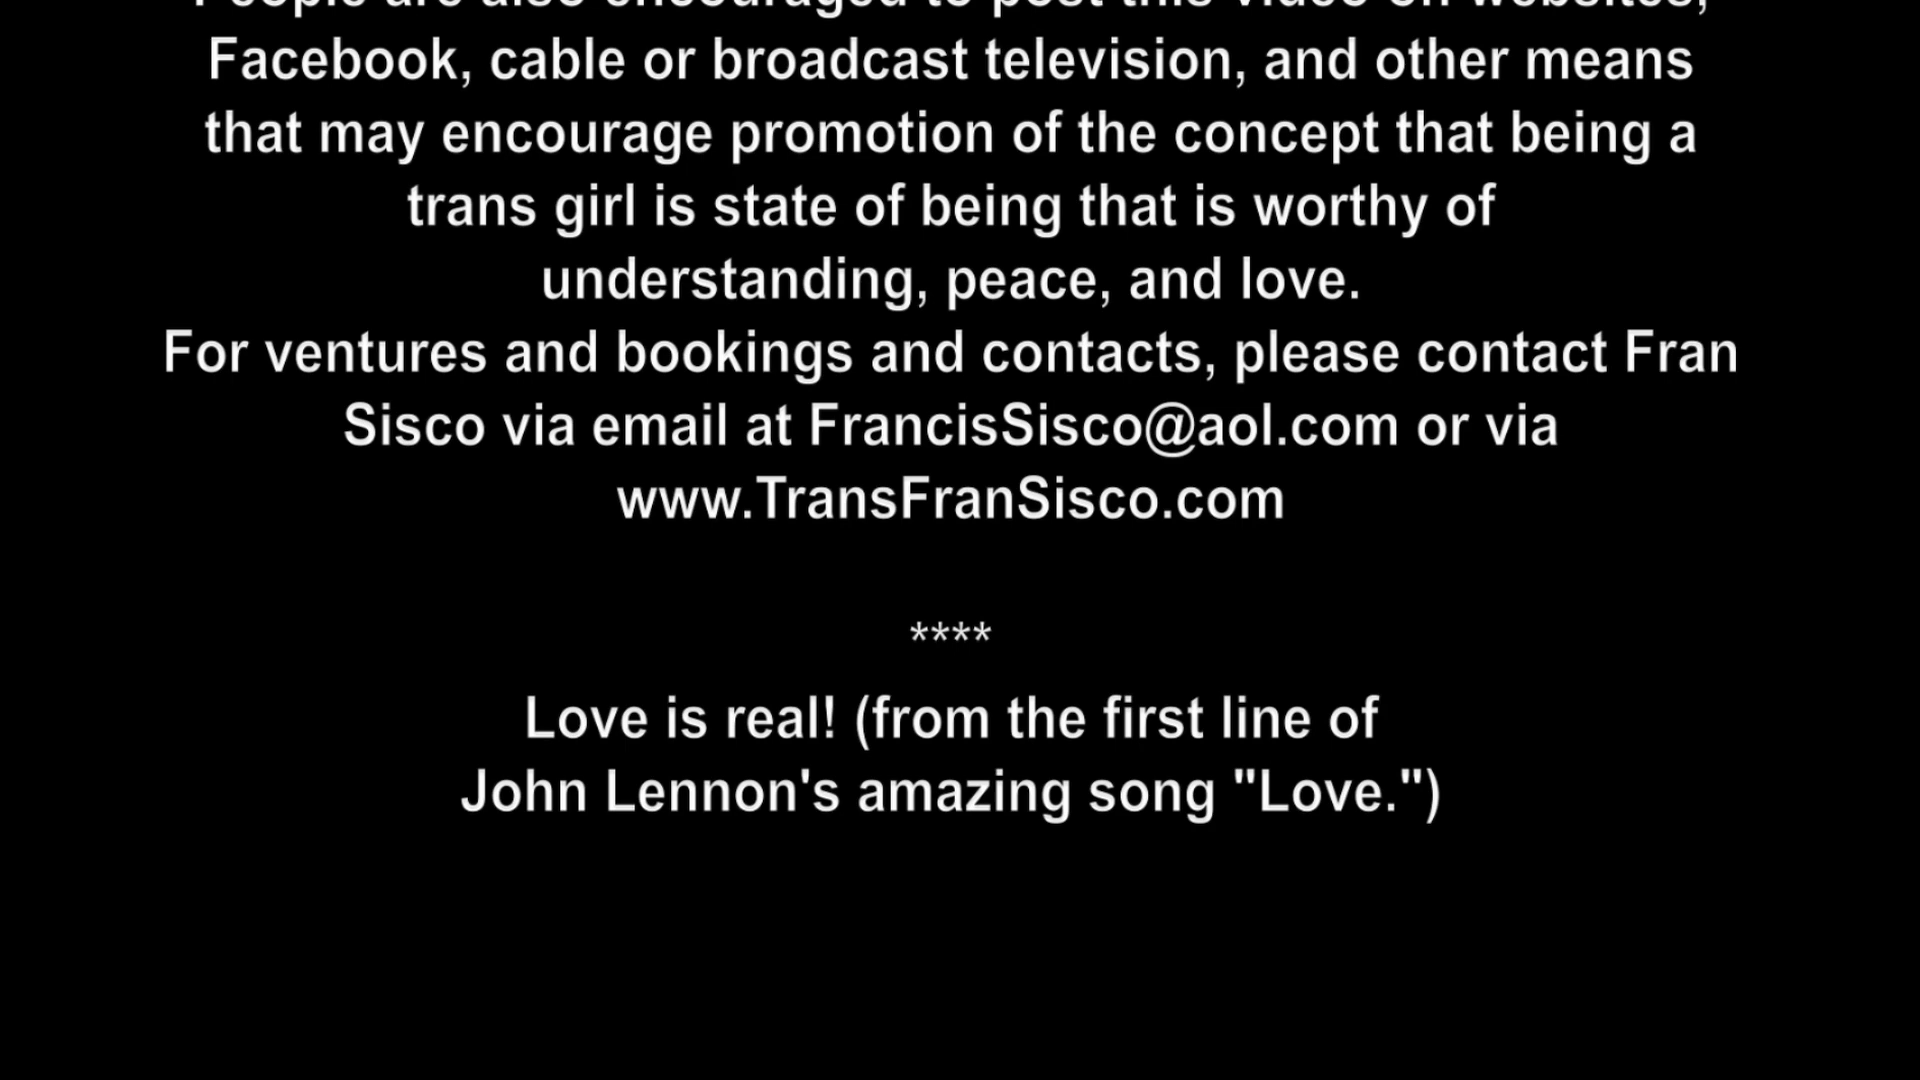 People are also encouraged to post this video on websites,
Facebook, cable or broadcast television, and other means
that may encourage promotion of the concept that being a
trans girl is state of being that is worthy of
understanding, peace, and love.
For ventures and bookings and contacts, please contact Fran
Sisco via email at FrancisSisco@aol.com or via
www.TransFranSisco.com
****
Love is real! (from the first line of
John Lennon's amazing song "Love.")